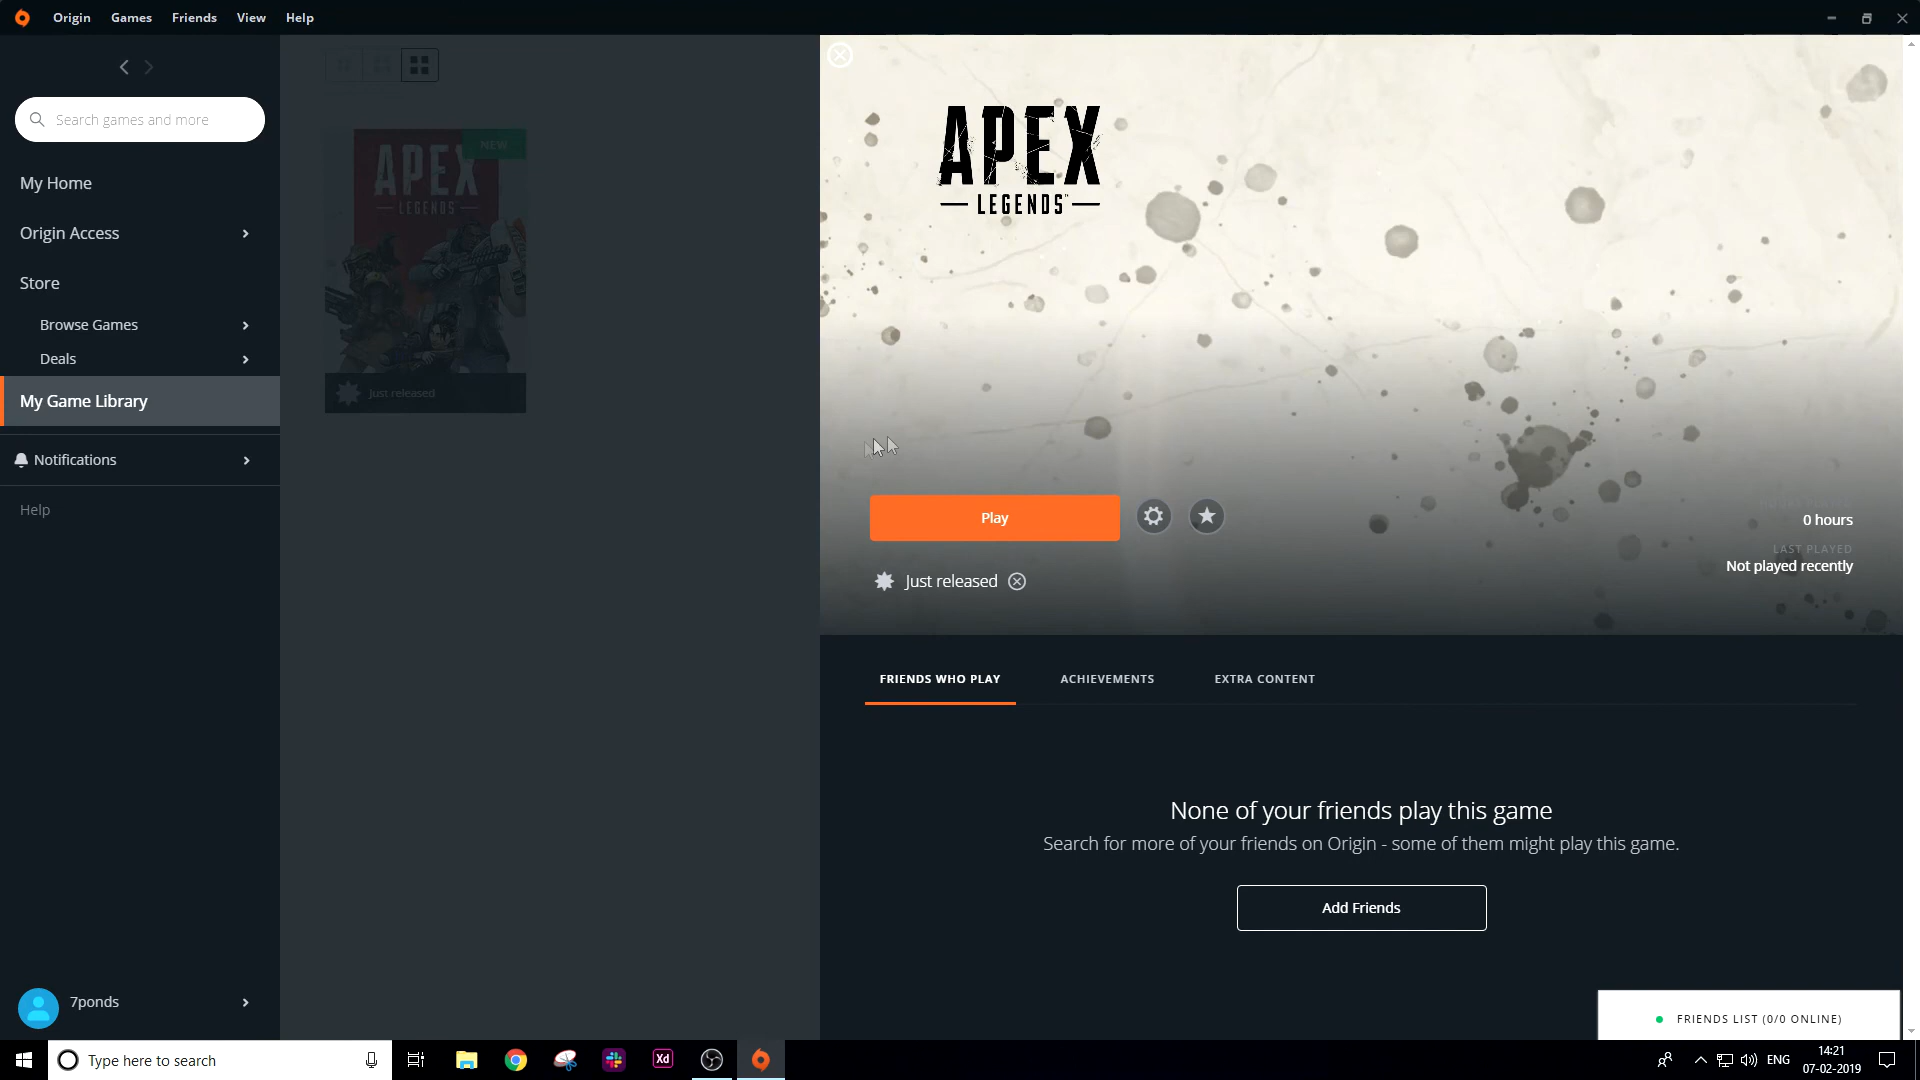 Origin Games Friends View Help
Search games and more
My Home
Origin Access
Store
Browse Games
Deals
My Game Library
Notifications
Help
7ponds
NEW
APEX
LEGENDS
Just released
APEX
LEGENDS™
Play
Just released
0 hours
LAST PLAYED
Not played recently
FRIENDS WHO PLAY ACHIEVEMENTS EXTRA CONTENT
None of your friends play this game
Search for more of your friends on Origin - some of them might play this game.
Add Friends
FRIENDS LIST (0/0 ONLINE)
Type here to search
Xd
ENG
14:21
07-02-2019